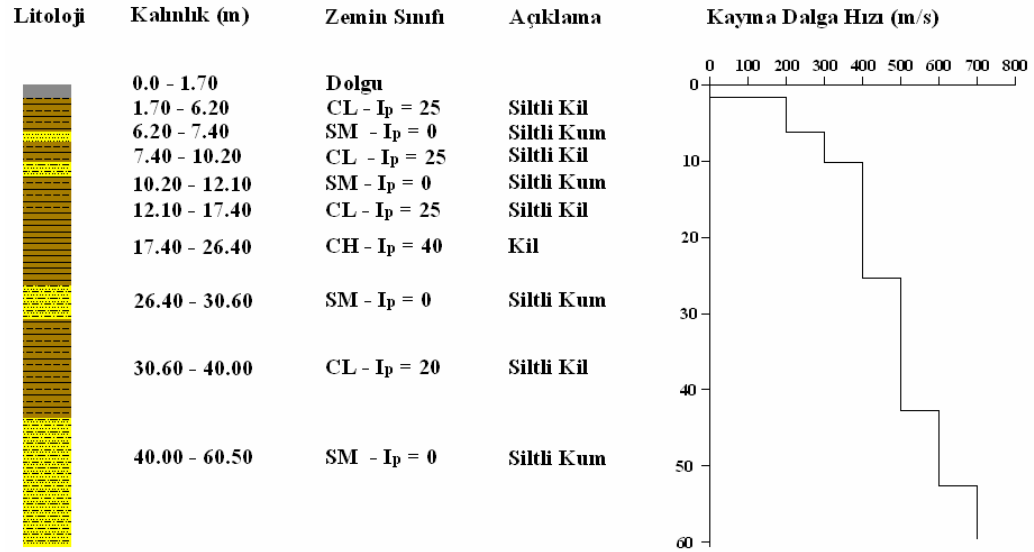 Litoloji Kalınlık (m) Zemin Sınıfı Açıklama Kayma Dalga Hızı (m/s)
0 100 200 300 400 500 600 700 800
0.0 - 1.70 Dolgu
1.70 - 6.20 CL - IP = 25 Siltli Kil
6.20 - 7.40 SM - IP = 0 Siltli Kum
7.40 - 10.20 CL - IP = 25 Siltli Kil
10.20 - 12.10 SM - IP = 0 Siltli Kum
12.10 - 17.40 CL - IP = 25 Siltli Kil
17.40 - 26.40 CH - IP = 40 Kil
26.40 - 30.60 SM - IP = 0 Siltli Kum
30.60 - 40.00 CL - IP = 20 Siltli Kil
40.00 - 60.50 SM - IP = 0 Siltli Kum
0
10
20
30
40
50
60